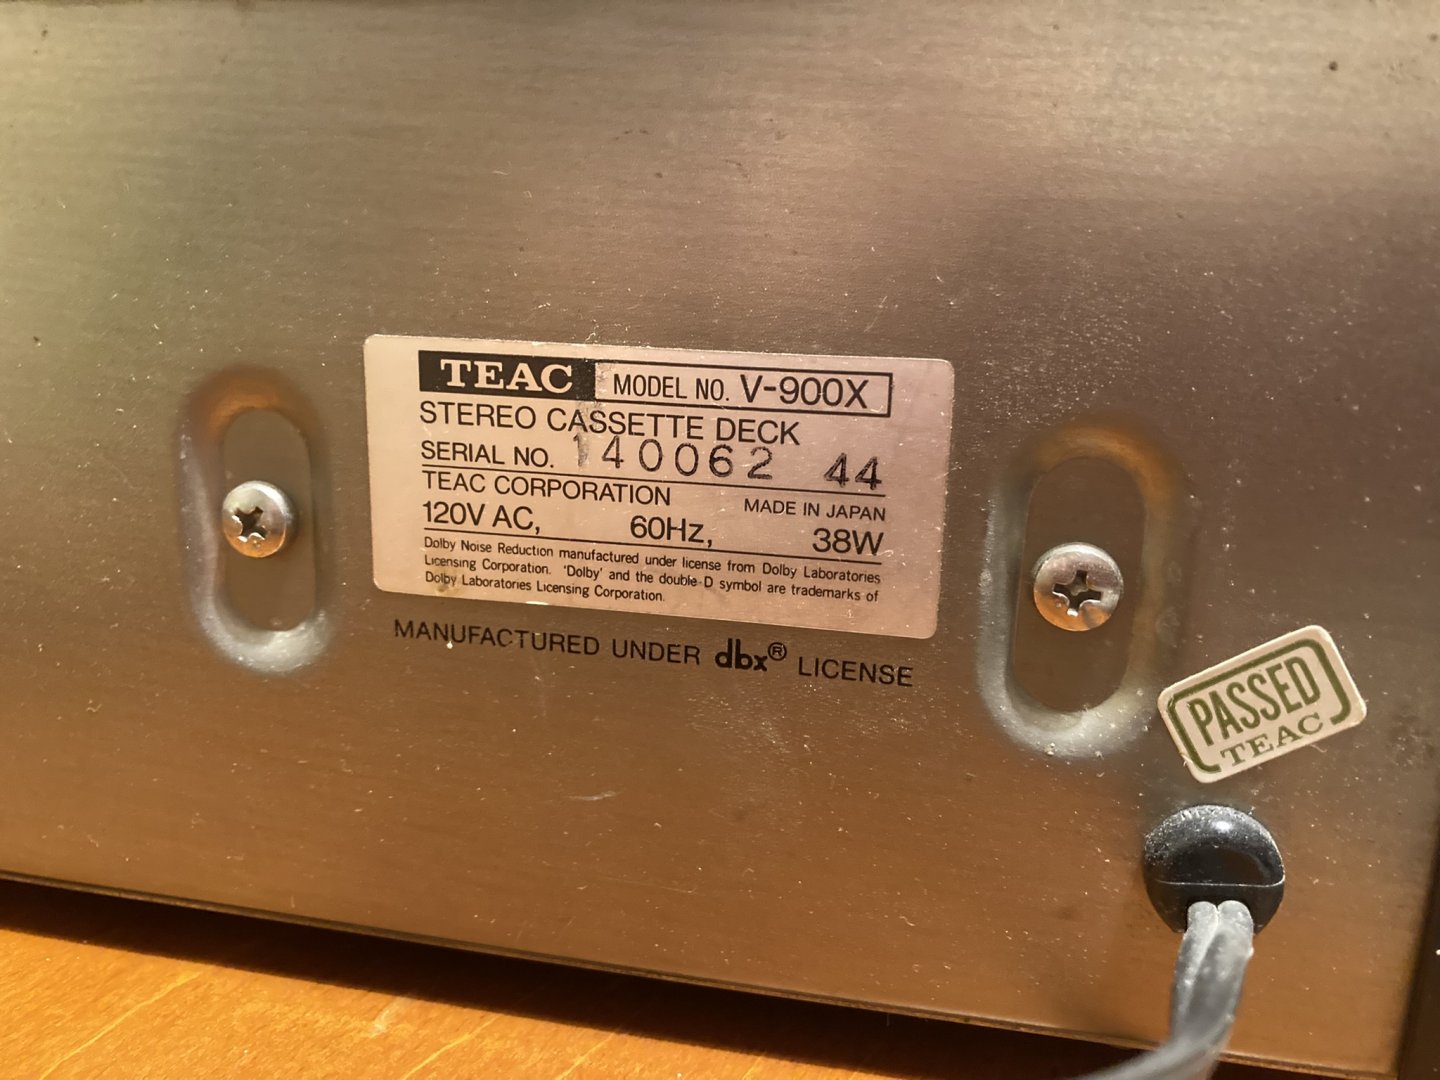 TEAC MODEL NO. V-900X
STEREO CASSETTE DECK
SERIAL NO. 140062 44
TEAC CORPORATION MADE IN JAPAN
120V AC, 60Hz, 38W
Dolby Noise Reduction manufactured under license from Dolby Laboratories
Licensing Corporation. 'Dolby' and the double-D symbol are trademarks of
Dolby Laboratories Licensing Corporation.
MANUFACTURED UNDER dbx® LICENSE
PASSED
TEAC